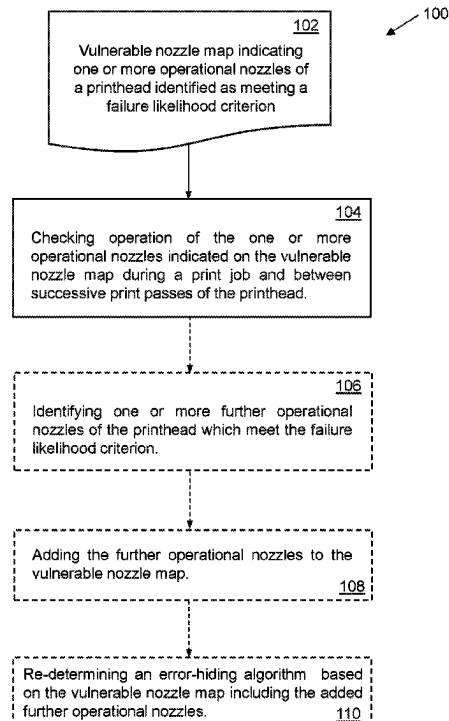 100
102
Vulnerable nozzle map indicating
one or more operational nozzles of
a printhead identified as meeting a
failure likelihood criterion
104
Checking operation of the one or more
operational nozzles indicated on the vulnerable
nozzle map during a print job and between
successive print passes of the printhead.
106
Identifying one or more further operational
nozzles of the printhead which meet the failure
likelihood criterion.
Adding the further operational nozzles to the
vulnerable nozzle map.
108
Re-determining an error-hiding algorithm based
on the vulnerable nozzle map including the added
further operational nozzles.
110